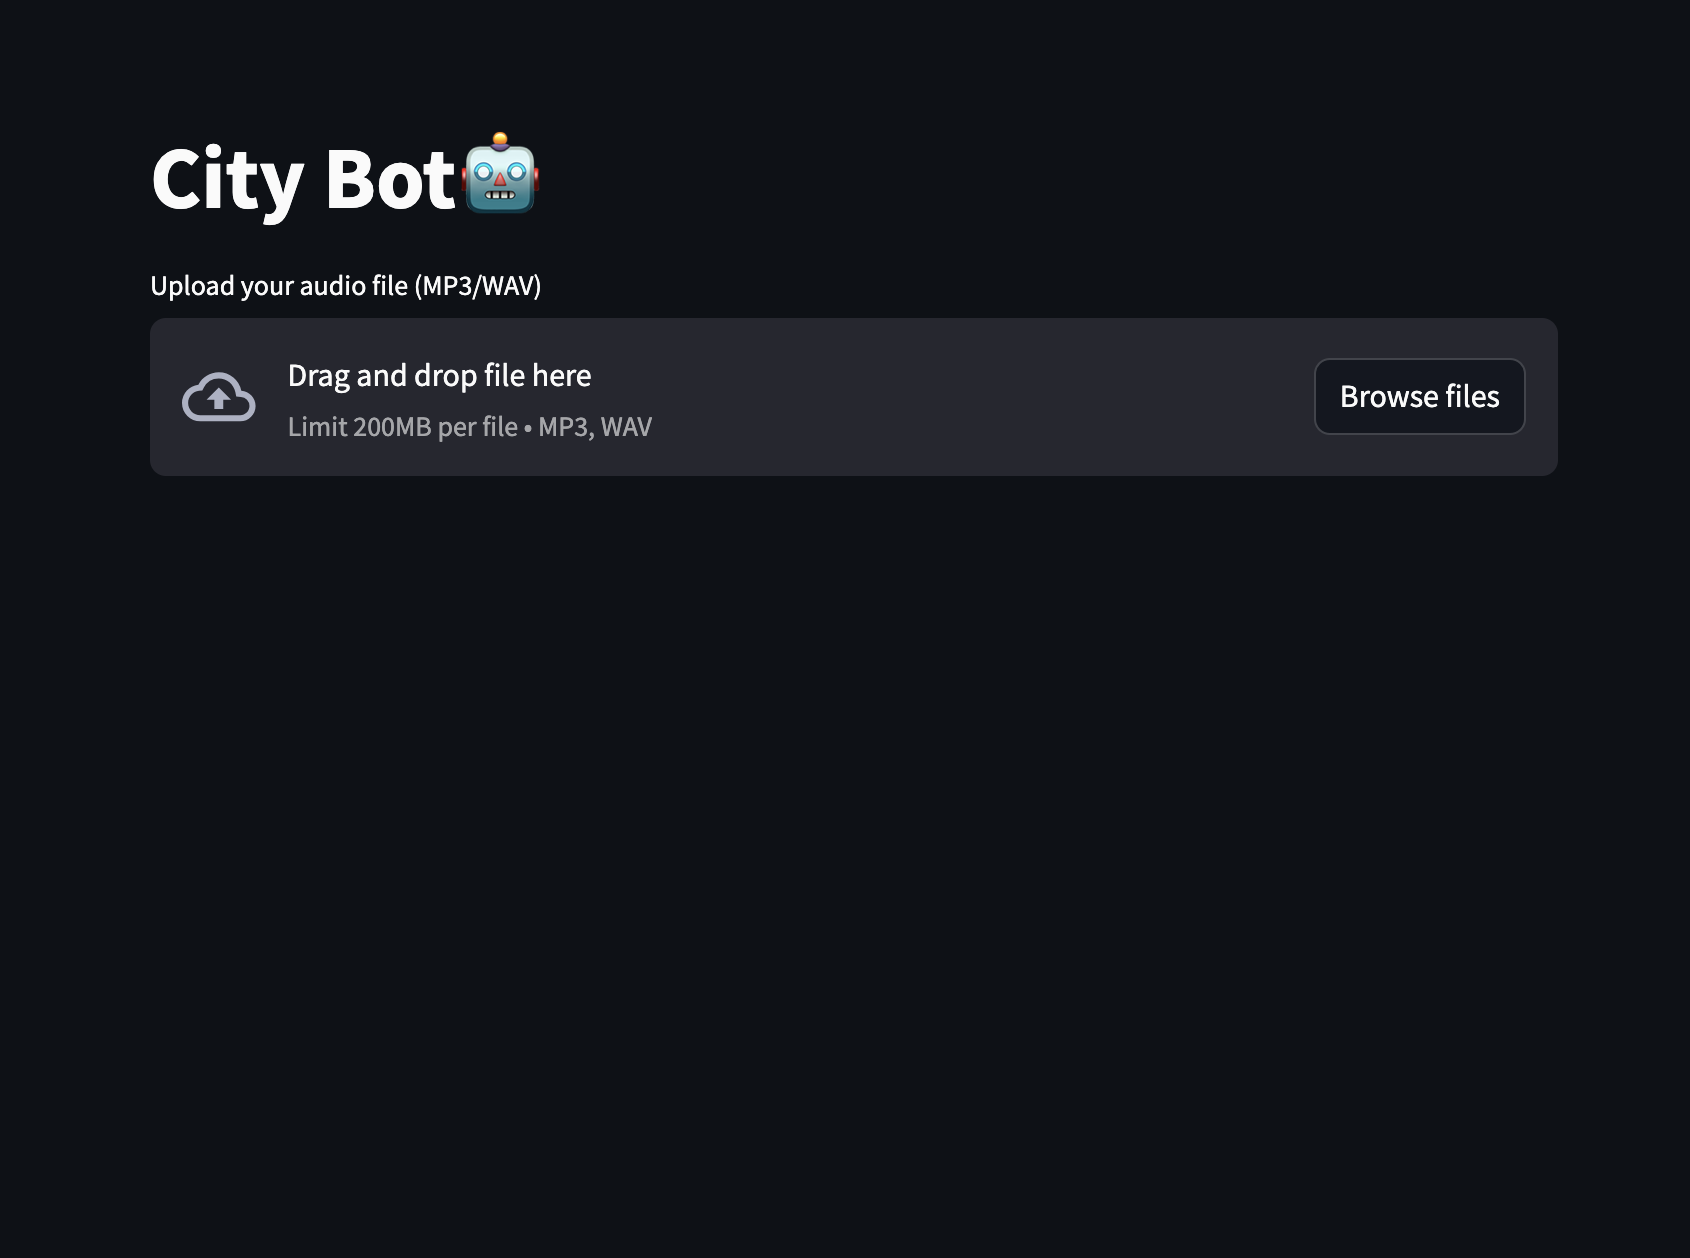 City Bot🤖
Upload your audio file (MP3/WAV)
Drag and drop file here
Limit 200MB per file • MP3, WAV
Browse files